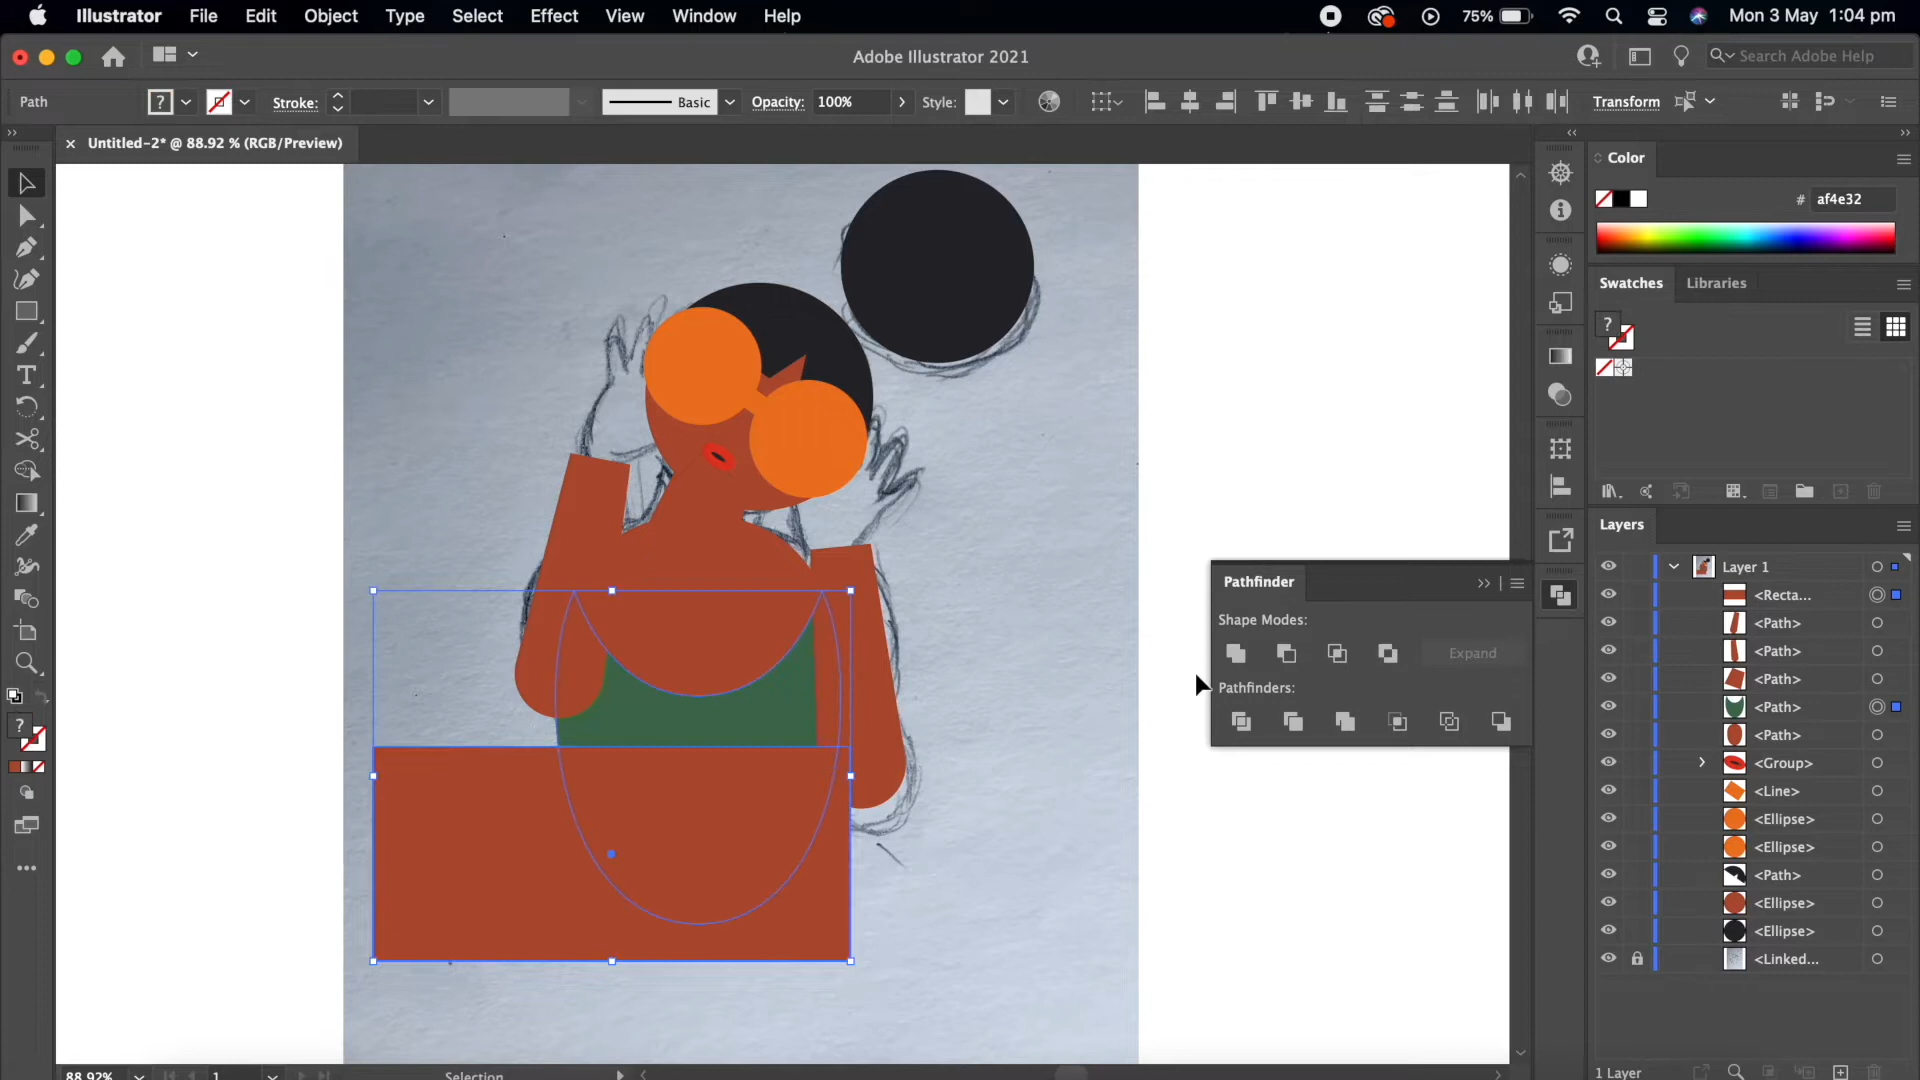 Illustrator File Edit Object Type Select Effect View Window Help 75% Mon 3 May 1:04 pm
Adobe Illustrator 2021 Search Adobe Help
Path ? Stroke: Basic Opacity: 100% Style: Transform
× Untitled-2* @ 88.92 % (RGB/Preview)
Color
# af4e32
Swatches Libraries
?
Layers
Layer 1
<Recta...
<Path>
<Path>
<Path>
<Path>
<Path>
<Group>
<Line>
<Ellipse>
<Ellipse>
<Path>
<Ellipse>
<Ellipse>
<Linked...
1 Layer
Pathfinder
Shape Modes:
Expand
Pathfinders:
?
88.92% 1 Selection